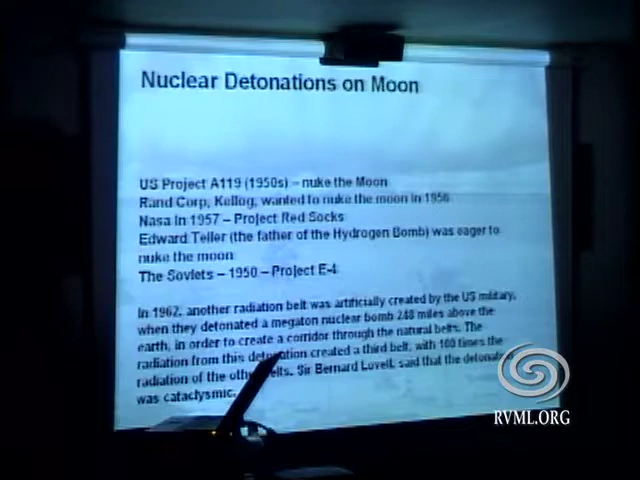 Nuclear Detonations on Moon
US Project A119 (1950s) – nuke the Moon
Rand Corp, Kellog, wanted to nuke the moon in 1956
Nasa in 1957 – Project Red Socks
Edward Teller (the father of the Hydrogen Bomb) was eager to
nuke the moon
The Soviets – 1950 – Project E-4
In 1962, another radiation belt was artificially created by the US military,
when they detonated a megaton nuclear bomb 248 miles above the
earth, in order to create a corridor through the natural belts. The
radiation from this detonation created a third belt, with 100 times the
radiation of the other belts. Sir Bernard Lovell, said that the detonation
was cataclysmic.
RVML.ORG